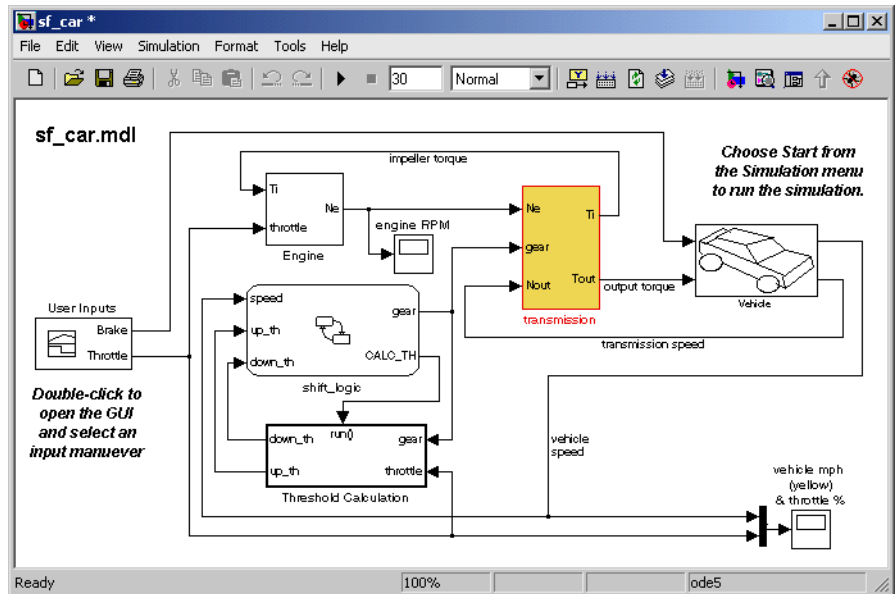 sf_car *
File Edit View Simulation Format Tools Help
30 Normal
sf_car.mdl
impeller torque
Choose Start from
the Simulation menu
to run the simulation.
Ti
Ne
throttle
Engine
engine RPM
Ne
Ti
gear
Nout
Tout
transmission
output torque
Vehicle
transmission speed
User Inputs
Brake
Throttle
speed
gear
up_th
CALC_TH
down_th
shift_logic
Double-click to
open the GUI
and select an
input manuever
down_th
run()
gear
up_th
throttle
Threshold Calculation
vehicle
speed
vehicle mph
(yellow)
& throttle %
Ready
100%
ode5